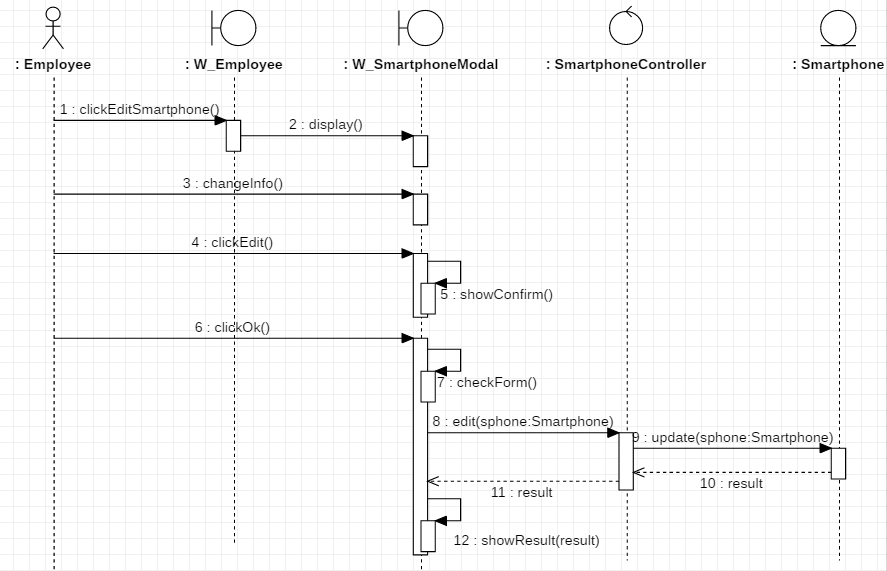 : Employee
: W_Employee
: W_SmartphoneModal
: SmartphoneController
: Smartphone
1 : clickEditSmartphone()
2 : display()
3 : changeInfo()
4 : clickEdit()
5 : showConfirm()
6 : clickOk()
7 : checkForm()
8 : edit(sphone:Smartphone)
9 : update(sphone:Smartphone)
10 : result
11 : result
12 : showResult(result)